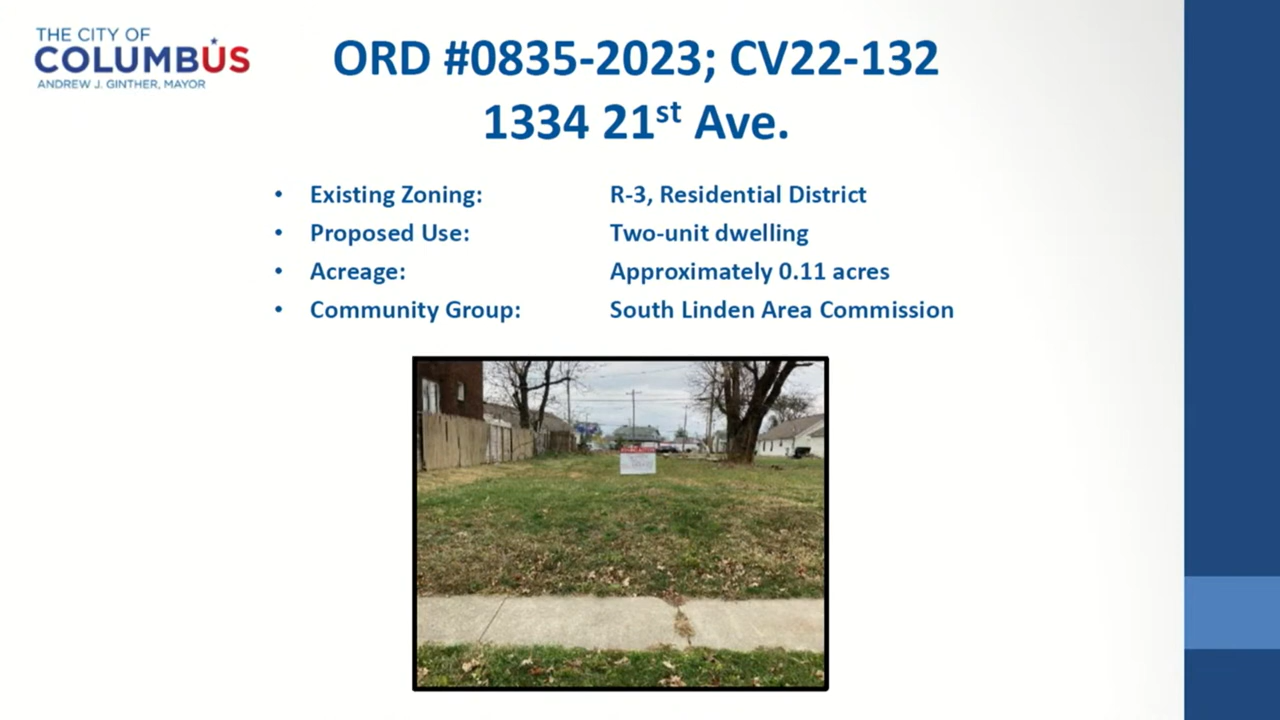 THE CITY OF
COLUMBUS
ANDREW J. GINTHER, MAYOR
ORD #0835-2023; CV22-132
1334 21st Ave.
• Existing Zoning: R-3, Residential District
• Proposed Use: Two-unit dwelling
• Acreage: Approximately 0.11 acres
• Community Group: South Linden Area Commission